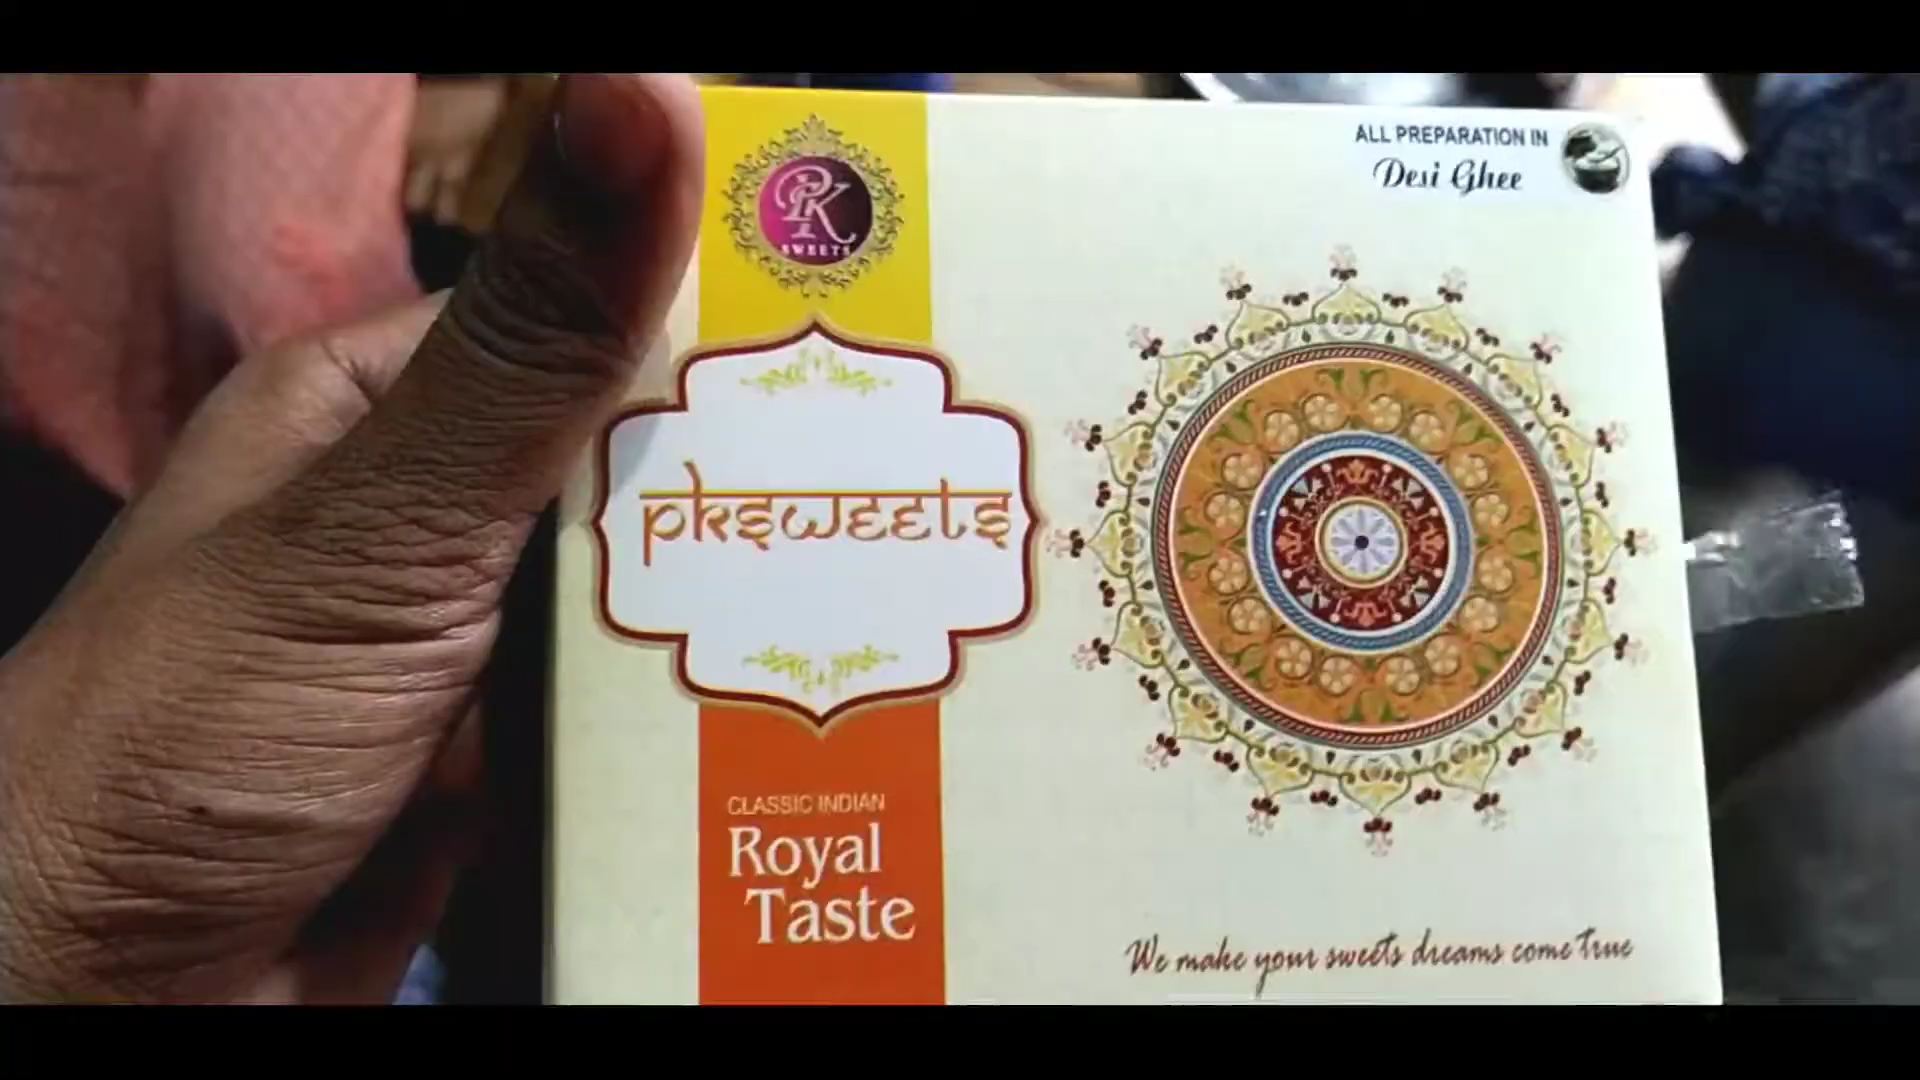 PK
SWEETS
ALL PREPARATION IN
Desi Ghee
pksweets
CLASSIC INDIAN
Royal
Taste
We make your sweets dreams come true